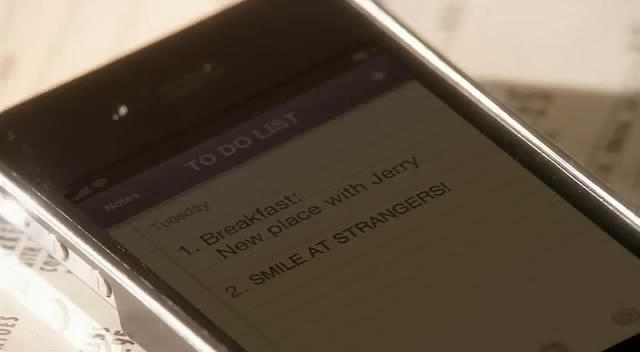 TO DO LIST
Notes
Tuesday
1. Breakfast:
New place with Jerry
2. SMILE AT STRANGERS!